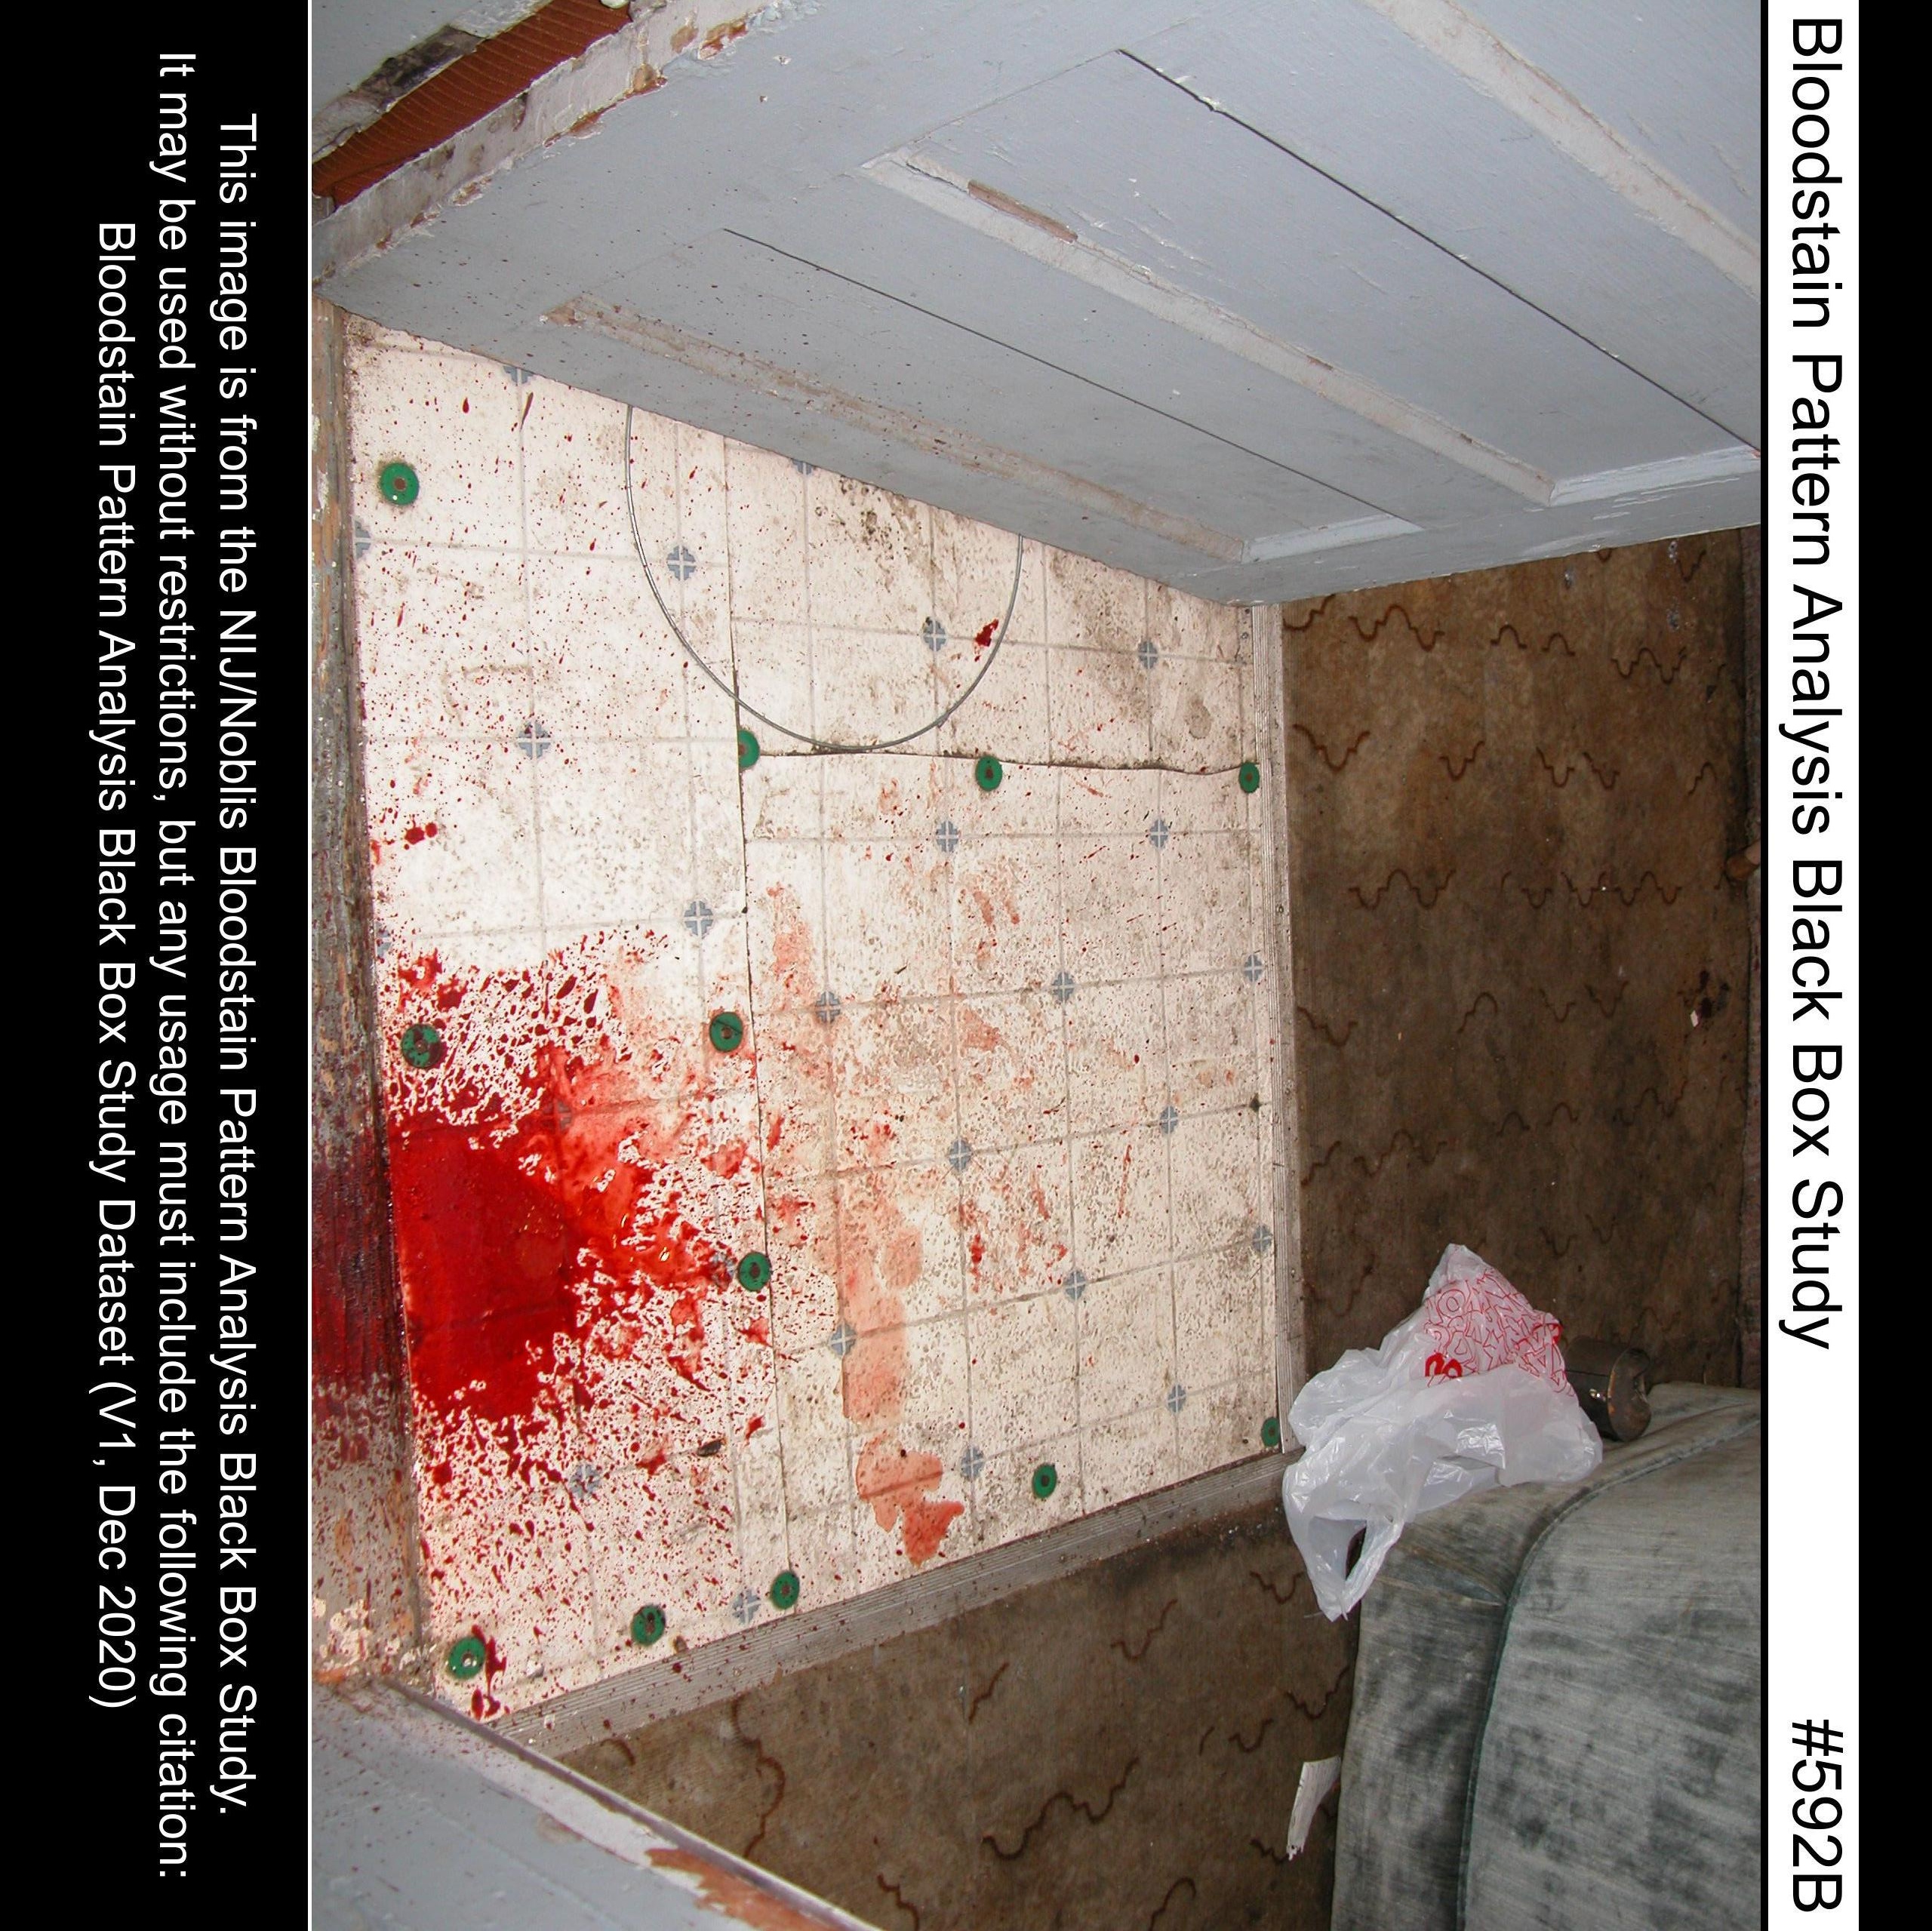 Bloodstain Pattern Analysis Black Box Study #592B
This image is from the NIJ/Noblis Bloodstain Pattern Analysis Black Box Study.
It may be used without restrictions, but any usage must include the following citation:
Bloodstain Pattern Analysis Black Box Study Dataset (V1, Dec 2020)